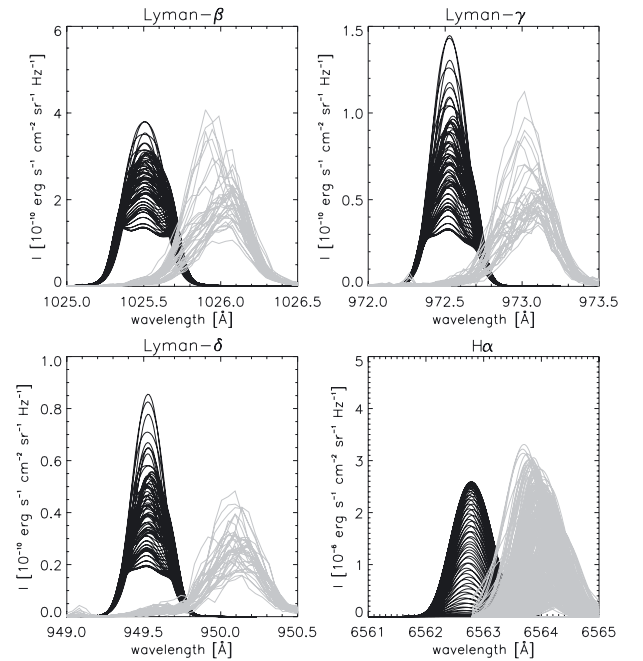 Lyman-β
6
4
2
0
1025.0 1025.5 1026.0 1026.5
wavelength [Å]
I [10⁻¹⁰ erg s⁻¹ cm⁻² sr⁻¹ Hz⁻¹]
Lyman-γ
1.5
1.0
0.5
0.0
972.0 972.5 973.0 973.5
wavelength [Å]
I [10⁻¹⁰ erg s⁻¹ cm⁻² sr⁻¹ Hz⁻¹]
Lyman-δ
1.0
0.8
0.6
0.4
0.2
0.0
949.0 949.5 950.0 950.5
wavelength [Å]
I [10⁻¹⁰ erg s⁻¹ cm⁻² sr⁻¹ Hz⁻¹]
Hα
5
4
3
2
1
0
6561 6562 6563 6564 6565
wavelength [Å]
I [10⁻⁶ erg s⁻¹ cm⁻² sr⁻¹ Hz⁻¹]